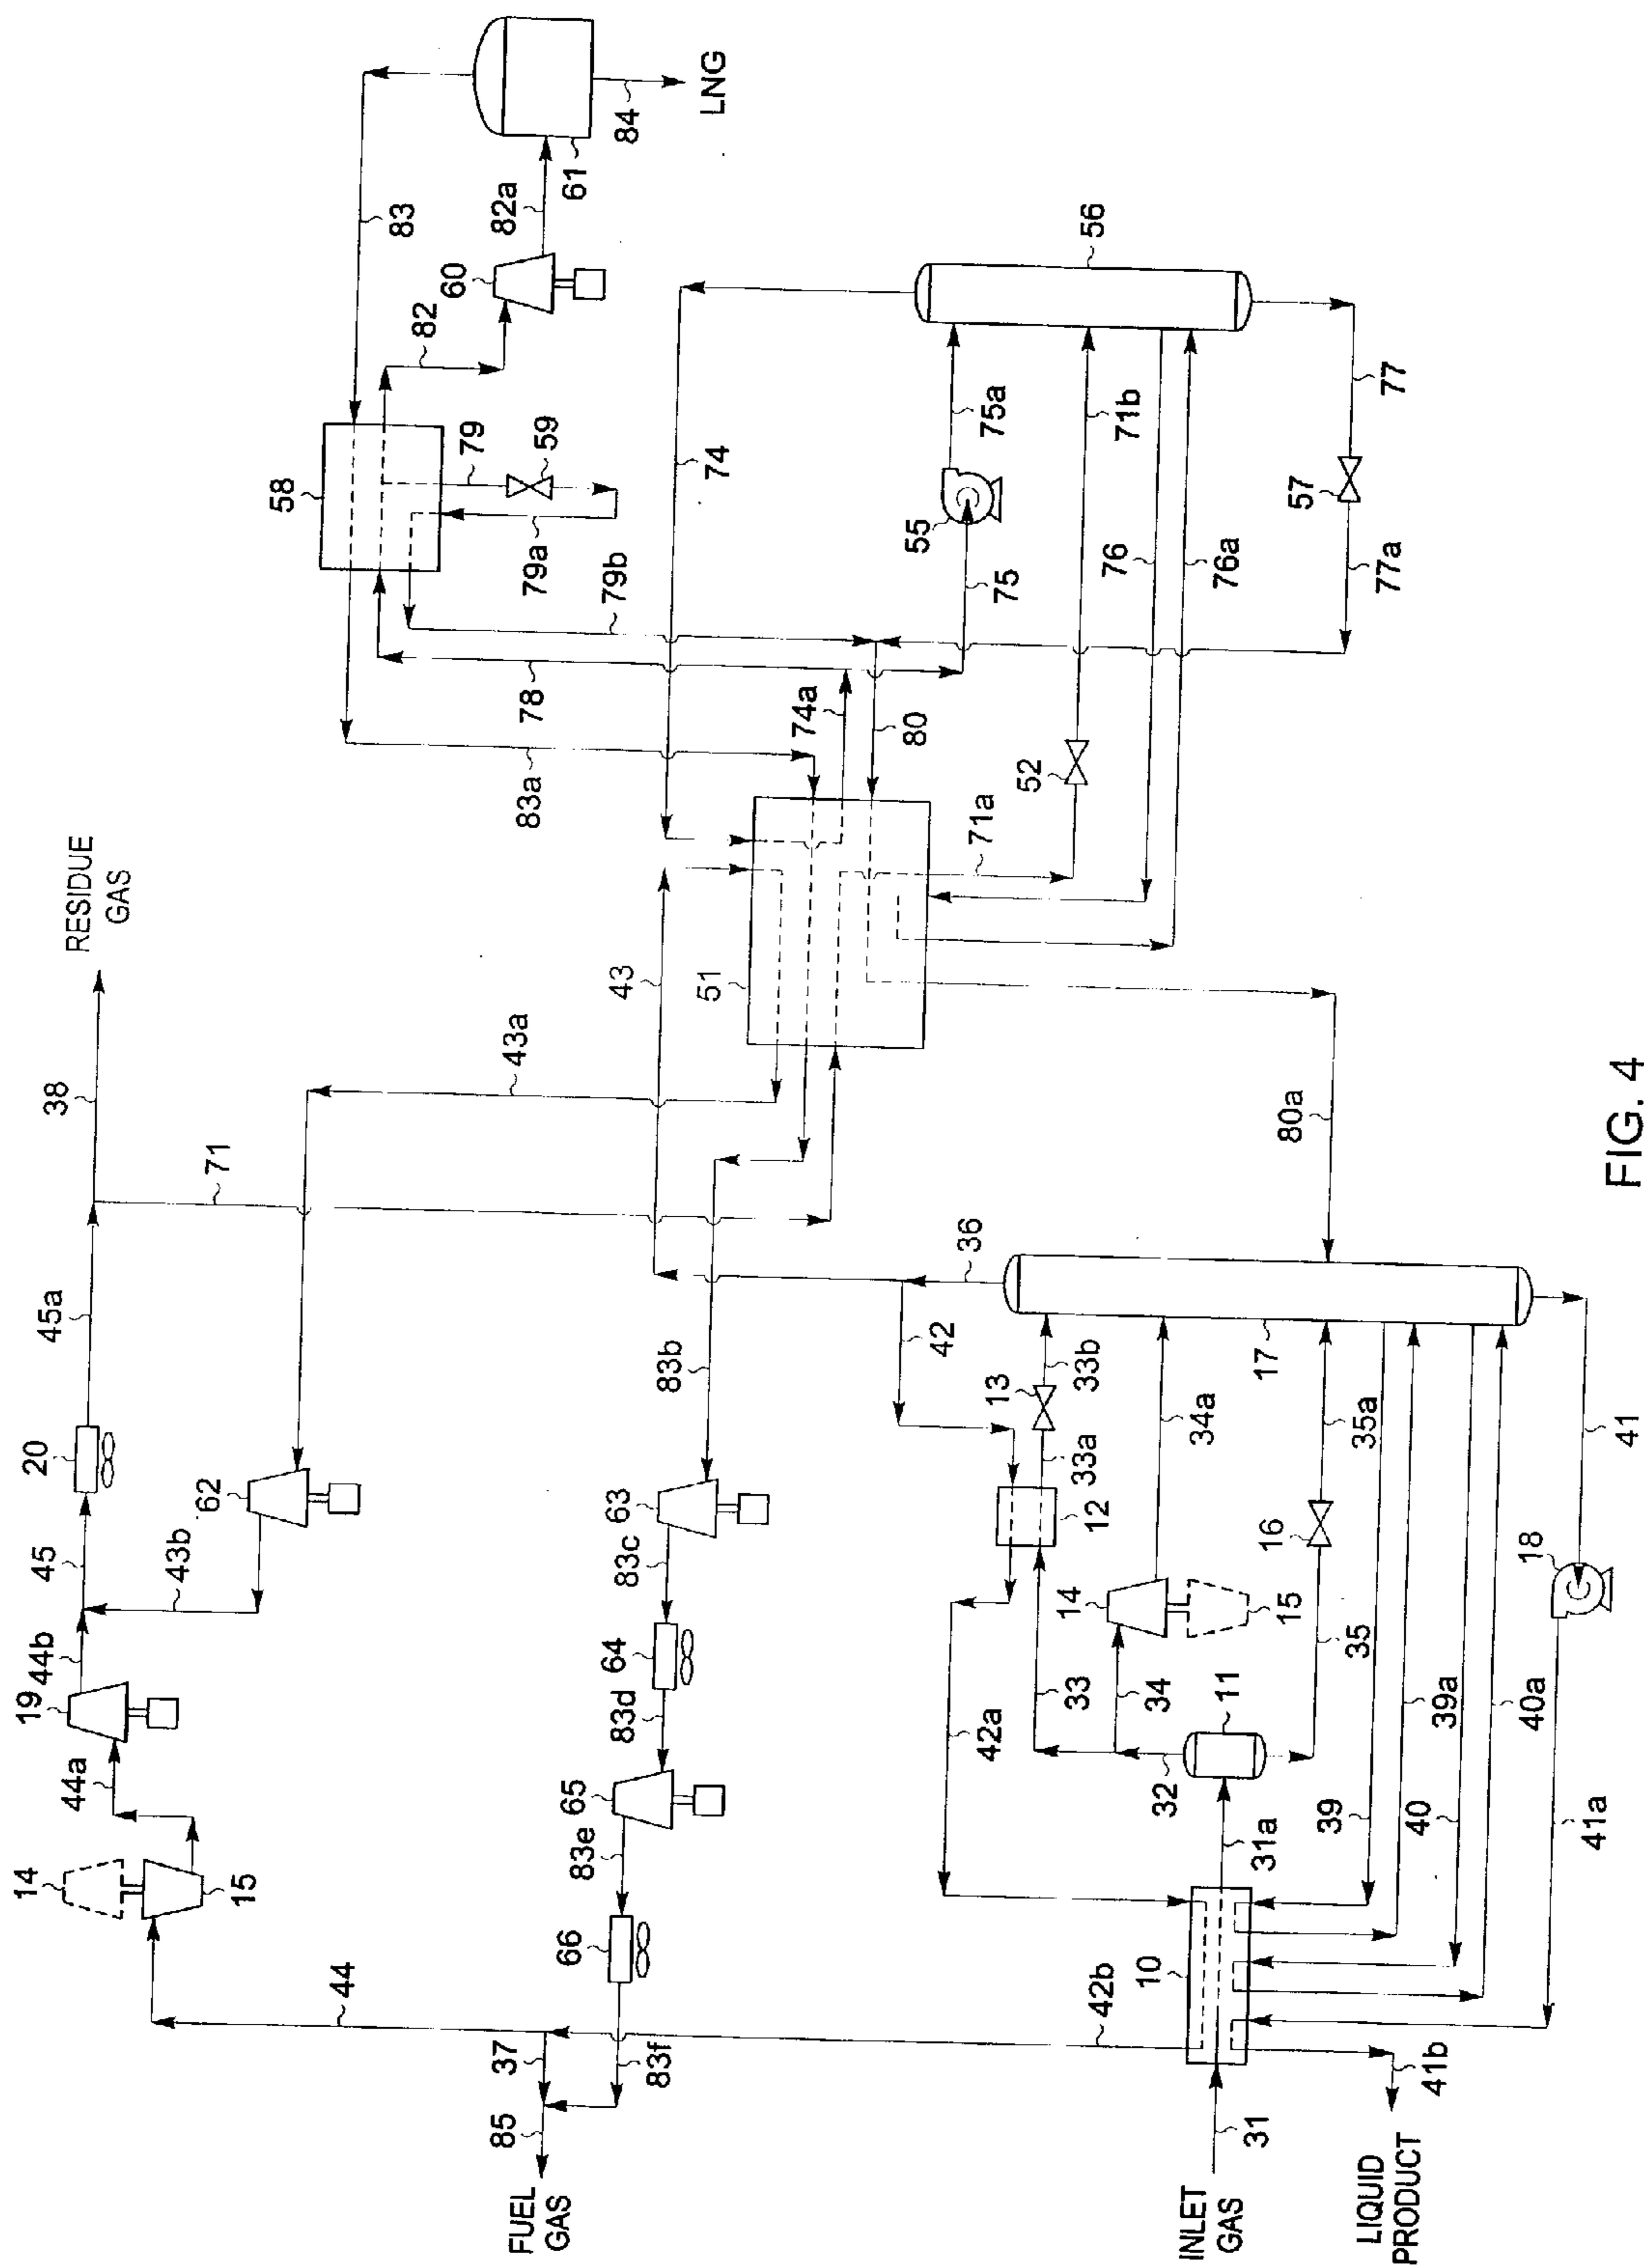 14
19
20
45a
38
RESIDUE
GAS
15
44a
44b
45
43b
62
71
43a
44
FUEL
GAS
85
37
83f
66
83e
65
83d
64
83c
63
83b
43
83a
78
79b
79a
58
79
59
83
82
60
82a
61
84
LNG
42
36
51
74a
80
74
55
75
75a
42a
12
13
33a
33b
33
14
15
34
34a
52
71a
71b
76
76a
56
INLET
GAS
31
42b
10
31a
32
11
16
35
35a
17
80a
77a
57
77
LIQUID
PRODUCT
41b
39
39a
40
40a
41a
18
41
FIG. 4